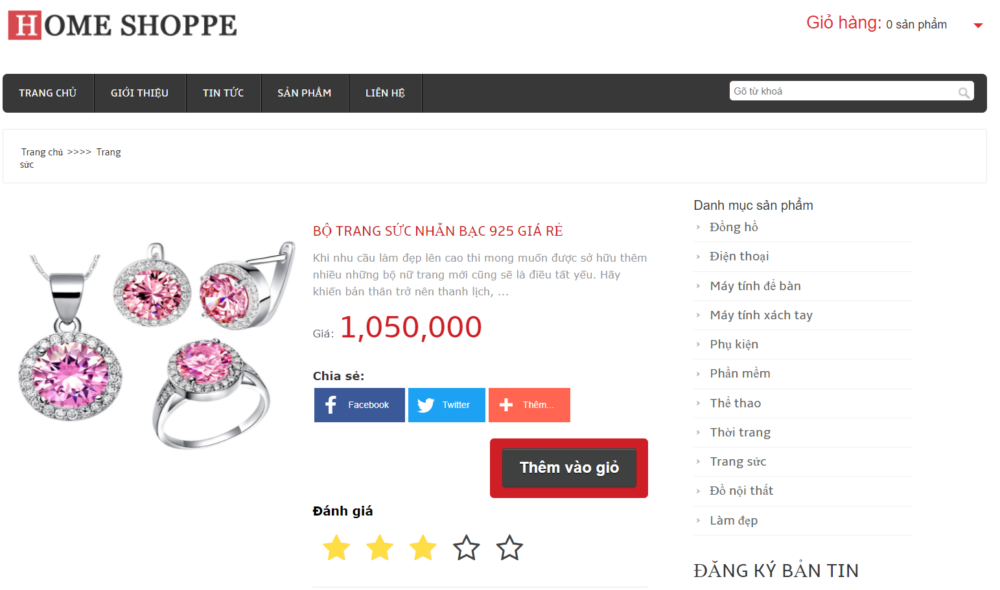 HOME SHOPPE
Giỏ hàng: 0 sản phẩm
TRANG CHỦ
GIỚI THIỆU
TIN TỨC
SẢN PHẨM
LIÊN HỆ
Gõ từ khoá
Trang chủ >>>> Trang
sức
BỘ TRANG SỨC NHẪN BẠC 925 GIÁ RẺ
Khi nhu cầu làm đẹp lên cao thì mong muốn được sở hữu thêm
nhiều những bộ nữ trang mới cũng sẽ là điều tất yếu. Hãy
khiến bản thân trở nên thanh lịch, ...
Giá: 1,050,000
Chia sẻ:
Facebook
Twitter
Thêm...
Thêm vào giỏ
Đánh giá
Danh mục sản phẩm
Đồng hồ
Điện thoại
Máy tính để bàn
Máy tính xách tay
Phụ kiện
Phần mềm
Thể thao
Thời trang
Trang sức
Đồ nội thất
Làm đẹp
ĐĂNG KÝ BẢN TIN